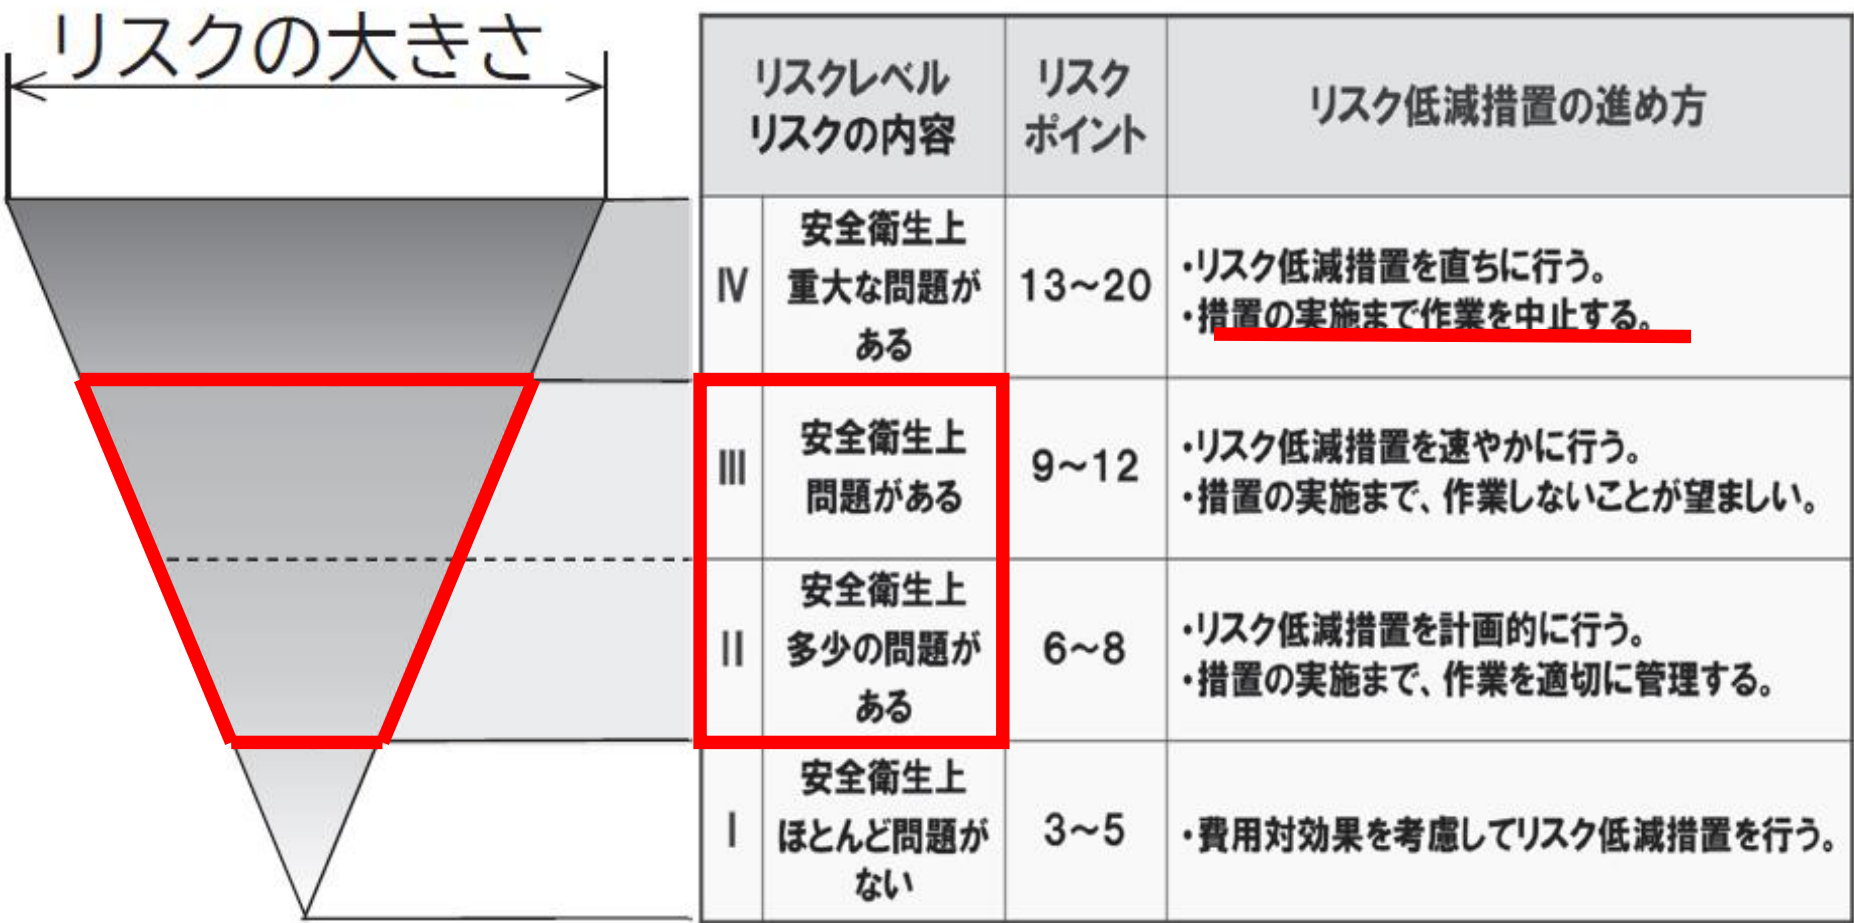 リスクの大きさ
リスクレベル
リスクの内容
リスク
ポイント
リスク低減措置の進め方
Ⅳ
安全衛生上
重大な問題が
ある
13～20
・リスク低減措置を直ちに行う。
・措置の実施まで作業を中止する。
Ⅲ
安全衛生上
問題がある
9～12
・リスク低減措置を速やかに行う。
・措置の実施まで、作業しないことが望ましい。
Ⅱ
安全衛生上
多少の問題が
ある
6～8
・リスク低減措置を計画的に行う。
・措置の実施まで、作業を適切に管理する。
Ⅰ
安全衛生上
ほとんど問題が
ない
3～5
・費用対効果を考慮してリスク低減措置を行う。